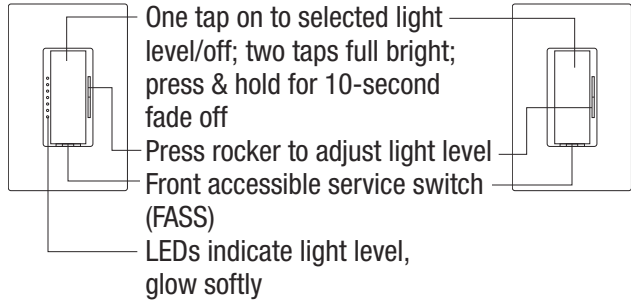 One tap on to selected light
level/off; two taps full bright;
press & hold for 10-second
fade off
Press rocker to adjust light level
Front accessible service switch
(FASS)
LEDs indicate light level,
glow softly